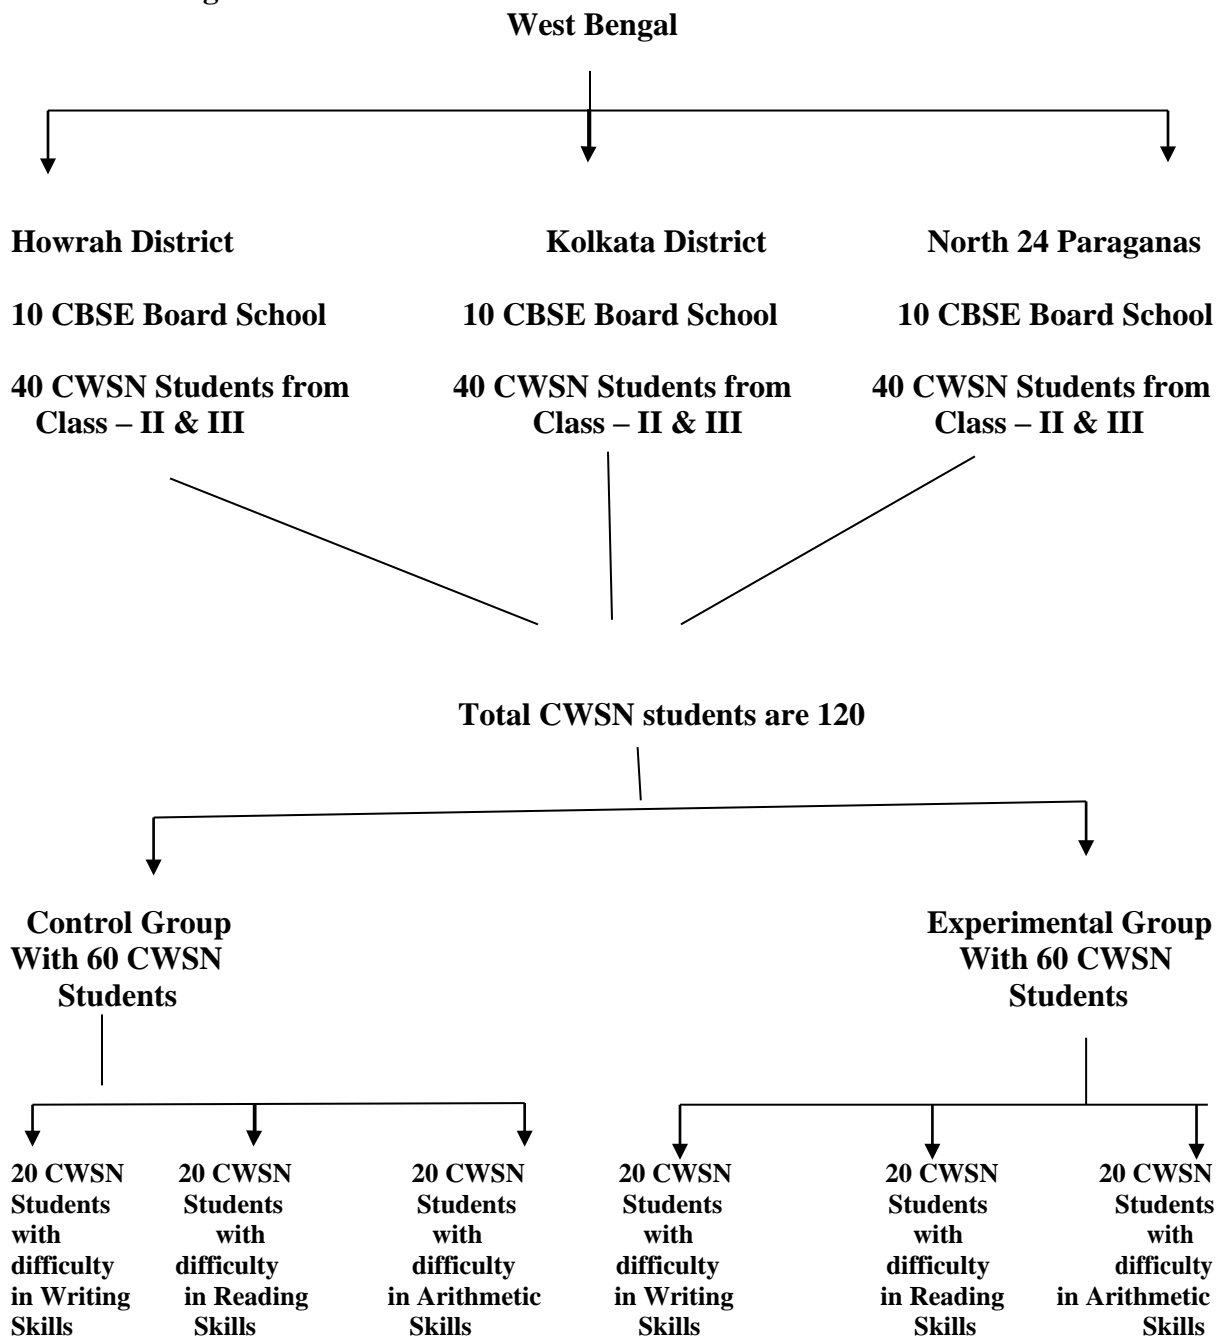 West Bengal
Howrah District Kolkata District North 24 Paraganas
10 CBSE Board School 10 CBSE Board School 10 CBSE Board School
40 CWSN Students from 40 CWSN Students from 40 CWSN Students from
Class – II & III Class – II & III Class – II & III
Total CWSN students are 120
Control Group Experimental Group
With 60 CWSN With 60 CWSN
Students Students
20 CWSN 20 CWSN 20 CWSN 20 CWSN 20 CWSN 20 CWSN
Students Students Students Students Students Students
with with with with with with
difficulty difficulty difficulty difficulty difficulty difficulty
in Writing in Reading in Arithmetic in Writing in Reading in Arithmetic
Skills Skills Skills Skills Skills Skills